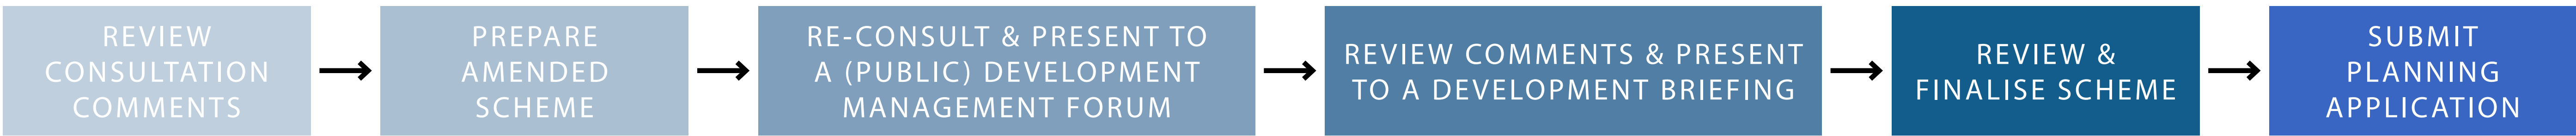 REVIEW
CONSULTATION
COMMENTS
PREPARE
AMENDED
SCHEME
RE-CONSULT & PRESENT TO
A (PUBLIC) DEVELOPMENT
MANAGEMENT FORUM
REVIEW COMMENTS & PRESENT
TO A DEVELOPMENT BRIEFING
REVIEW &
FINALISE SCHEME
SUBMIT
PLANNING
APPLICATION